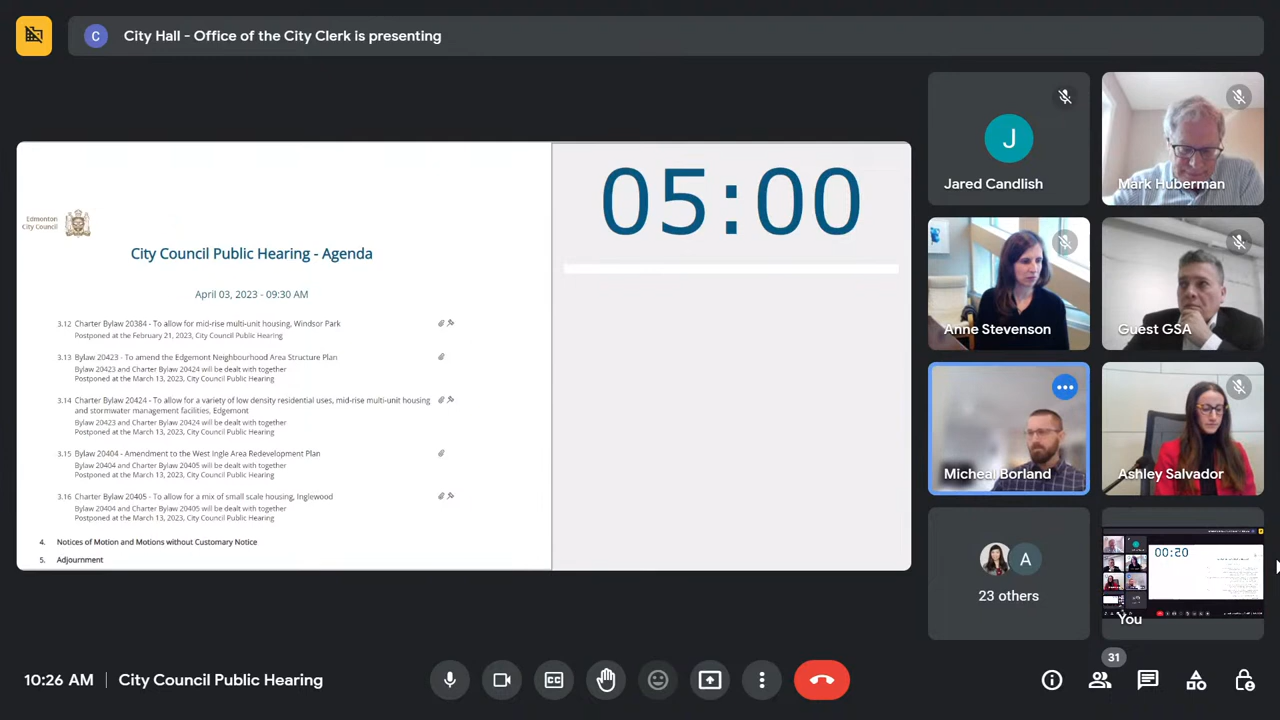 City Hall - Office of the City Clerk is presenting
C
Edmonton
City Council
City Council Public Hearing - Agenda
April 03, 2023 - 09:30 AM
3.12 Charter Bylaw 20384 - To allow for mid-rise multi-unit housing, Windsor Park
Postponed at the February 21, 2023, City Council Public Hearing
3.13 Bylaw 20423 - To amend the Edgemont Neighbourhood Area Structure Plan
Bylaw 20423 and Charter Bylaw 20424 will be dealt with together
Postponed at the March 13, 2023, City Council Public Hearing
3.14 Charter Bylaw 20424 - To allow for a variety of low density residential uses, mid-rise multi-unit housing
and stormwater management facilities, Edgemont
Bylaw 20423 and Charter Bylaw 20424 will be dealt with together
Postponed at the March 13, 2023, City Council Public Hearing
3.15 Bylaw 20404 - Amendment to the West Ingle Area Redevelopment Plan
Bylaw 20404 and Charter Bylaw 20405 will be dealt with together
Postponed at the March 13, 2023, City Council Public Hearing
3.16 Charter Bylaw 20405 - To allow for a mix of small scale housing, Inglewood
Bylaw 20404 and Charter Bylaw 20405 will be dealt with together
Postponed at the March 13, 2023, City Council Public Hearing
4. Notices of Motion and Motions without Customary Notice
5. Adjournment
05:00
J
Jared Candlish
Mark Huberman
Anne Stevenson
Guest GSA
Micheal Borland
Ashley Salvador
A
23 others
05:00
You
10:26 AM
City Council Public Hearing
CC
31